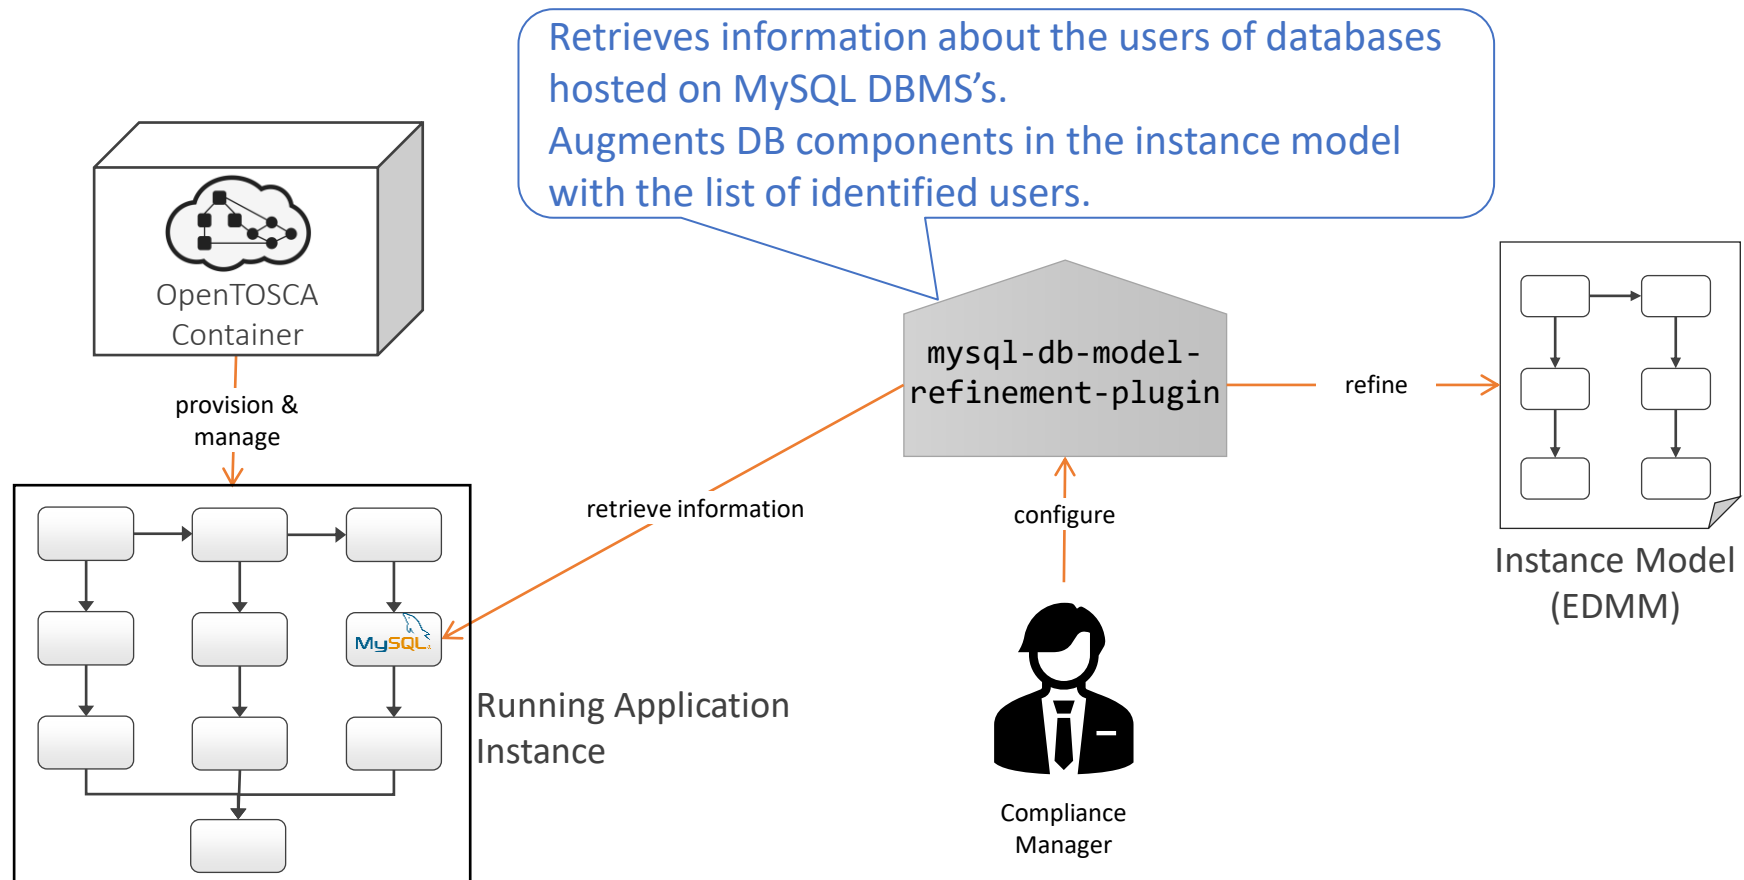 Retrieves information about the users of databases
hosted on MySQL DBMS’s.
Augments DB components in the instance model
with the list of identified users.
OpenTOSCA
Container
provision &
manage
mysql-db-model-
refinement-plugin
refine
retrieve information
configure
MySQL
Running Application
Instance
Instance Model
(EDMM)
Compliance
Manager